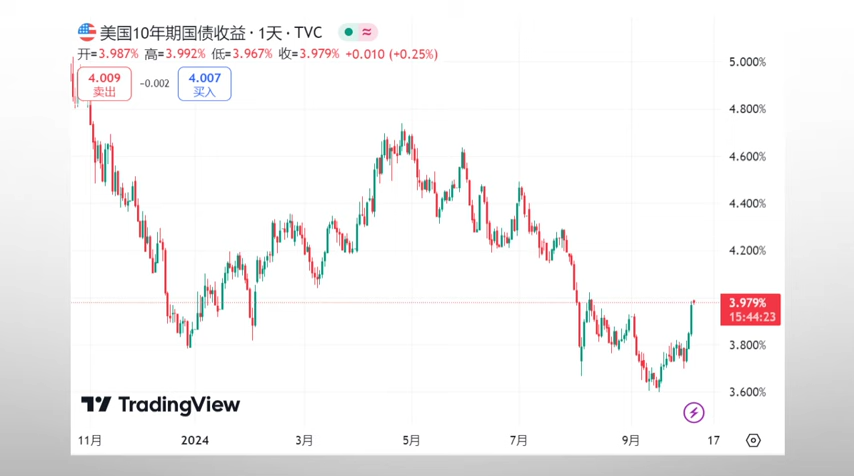 美国10年期国债收益 · 1天 · TVC
开=3.987% 高=3.992% 低=3.967% 收=3.979% +0.010 (+0.25%)
4.009 -0.002 4.007
卖出 买入
5.000%
4.800%
4.600%
4.400%
4.200%
3.979%
15:44:23
3.800%
3.600%
TradingView
11月 2024 3月 5月 7月 9月 17